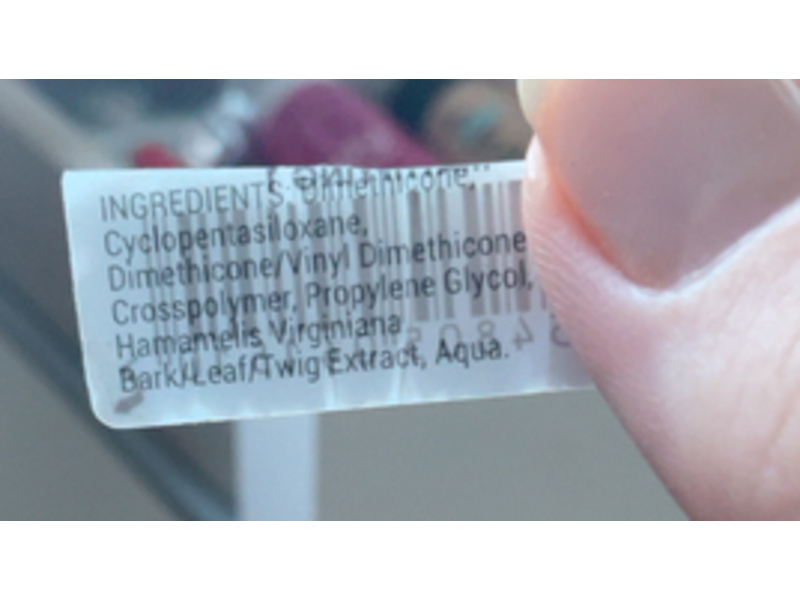 INGREDIENTS: Dimethicone,
Cyclopentasiloxane,
Dimethicone/Vinyl Dimethicone
Crosspolymer, Propylene Glycol,
Hamamelis Virginiana
Bark/Leaf/Twig Extract, Aqua.